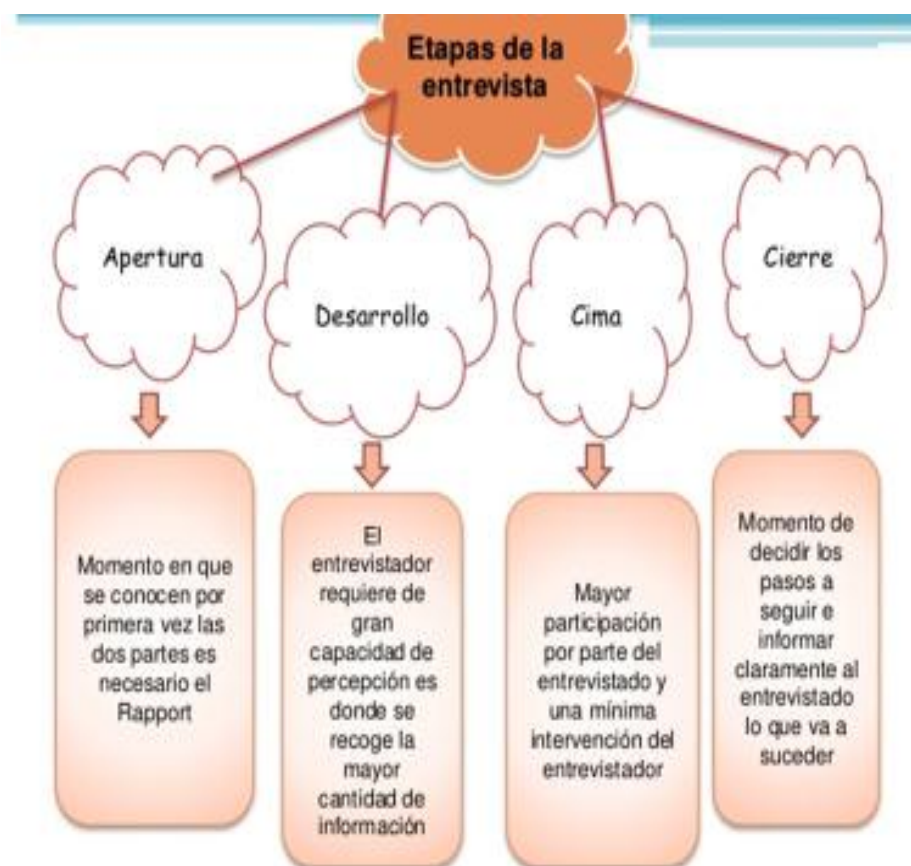 Etapas de la
entrevista
Apertura
Desarrollo
Cima
Cierre
Momento en que
se conocen por
primera vez las
dos partes es
necesario el
Rapport
El
entrevistador
requiere de
gran
capacidad de
percepción es
donde se
recoge la
mayor
cantidad de
información
Mayor
participación
por parte del
entrevistado y
una mínima
intervención del
entrevistador
Momento de
decidir los
pasos a
seguir e
informar
claramente al
entrevistado
lo que va a
suceder